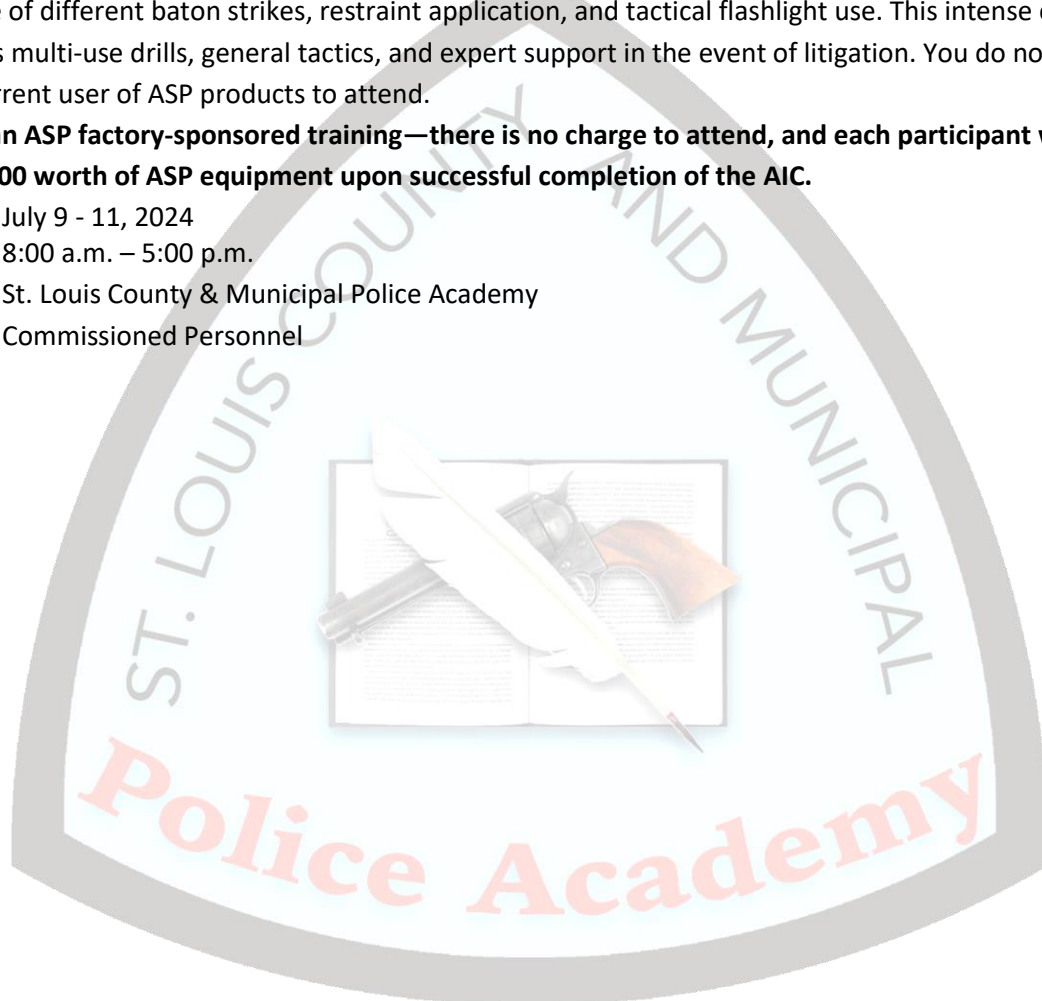 of different baton strikes, restraint application, and tactical flashlight use. This intense
multi-use drills, general tactics, and expert support in the event of litigation. You do
user of ASP products to attend.
ASP factory-sponsored training—there is no charge to attend, and each participant
worth of ASP equipment upon successful completion of the AIC.
July 9 - 11, 2024
8:00 a.m. – 5:00 p.m.
St. Louis County & Municipal Police Academy
Commissioned Personnel
ST. LOUIS COUNTY AND MUNICIPAL
Police Academy